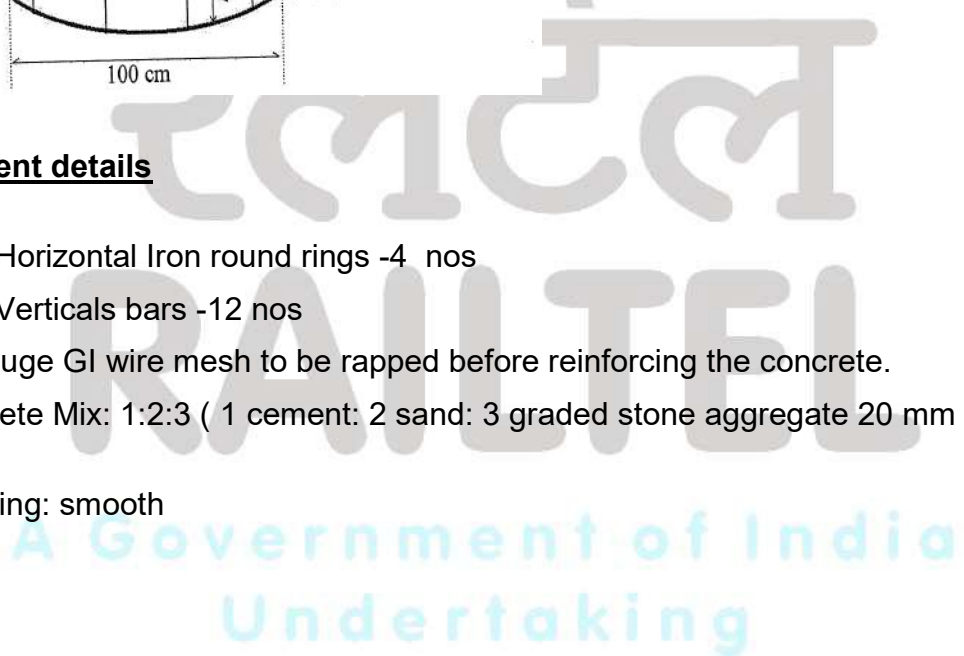 100 cm
रेलटेल
ent details
Horizontal Iron round rings -4 nos
Verticals bars -12 nos
uge GI wire mesh to be rapped before reinforcing the concrete.
RAILTEL
ete Mix: 1:2:3 ( 1 cement: 2 sand: 3 graded stone aggregate 20 mm
ing: smooth
A Government of India
Undertaking